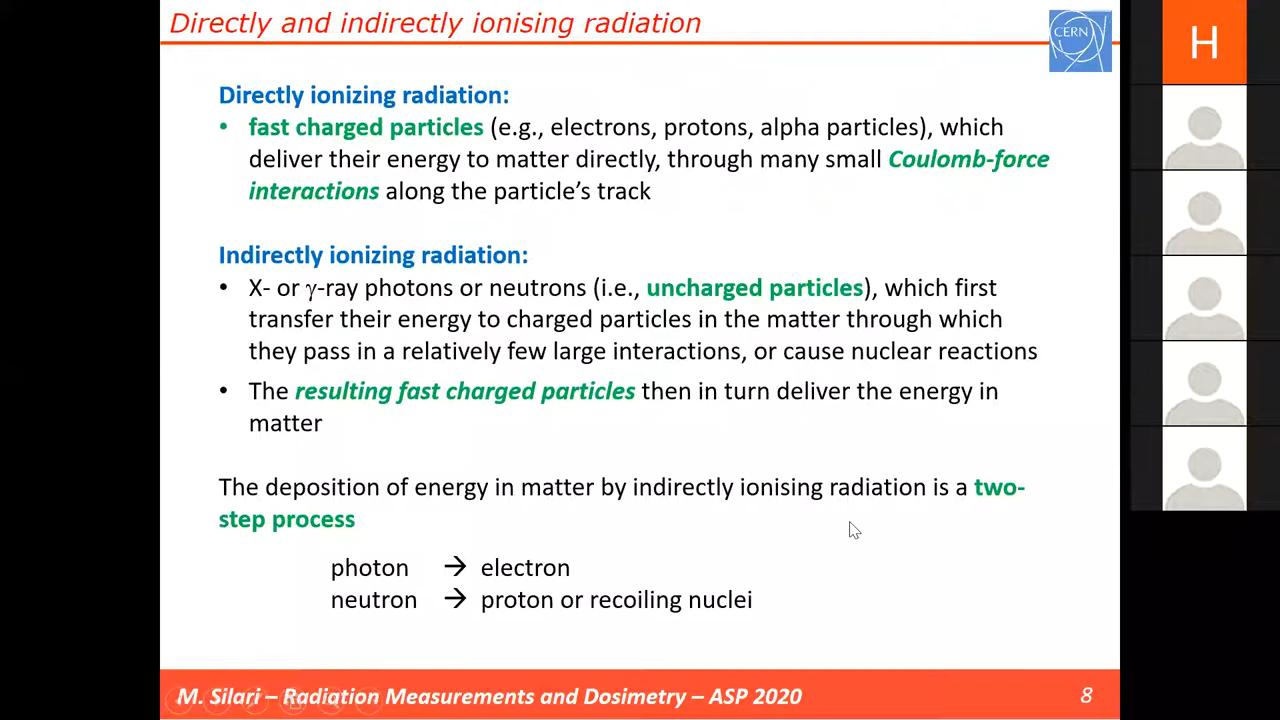 Directly and indirectly ionising radiation
CERN
H
Directly ionizing radiation:
• fast charged particles (e.g., electrons, protons, alpha particles), which
deliver their energy to matter directly, through many small Coulomb-force
interactions along the particle's track
Indirectly ionizing radiation:
• X- or γ-ray photons or neutrons (i.e., uncharged particles), which first
transfer their energy to charged particles in the matter through which
they pass in a relatively few large interactions, or cause nuclear reactions
• The resulting fast charged particles then in turn deliver the energy in
matter
The deposition of energy in matter by indirectly ionising radiation is a two-
step process
photon → electron
neutron → proton or recoiling nuclei
M. Silari – Radiation Measurements and Dosimetry – ASP 2020
8